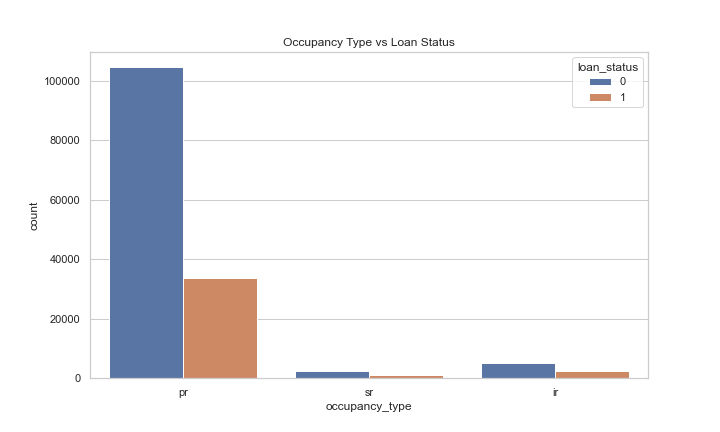 Occupancy Type vs Loan Status
loan_status
0
1
100000
80000
60000
40000
20000
0
count
pr
sr
ir
occupancy_type